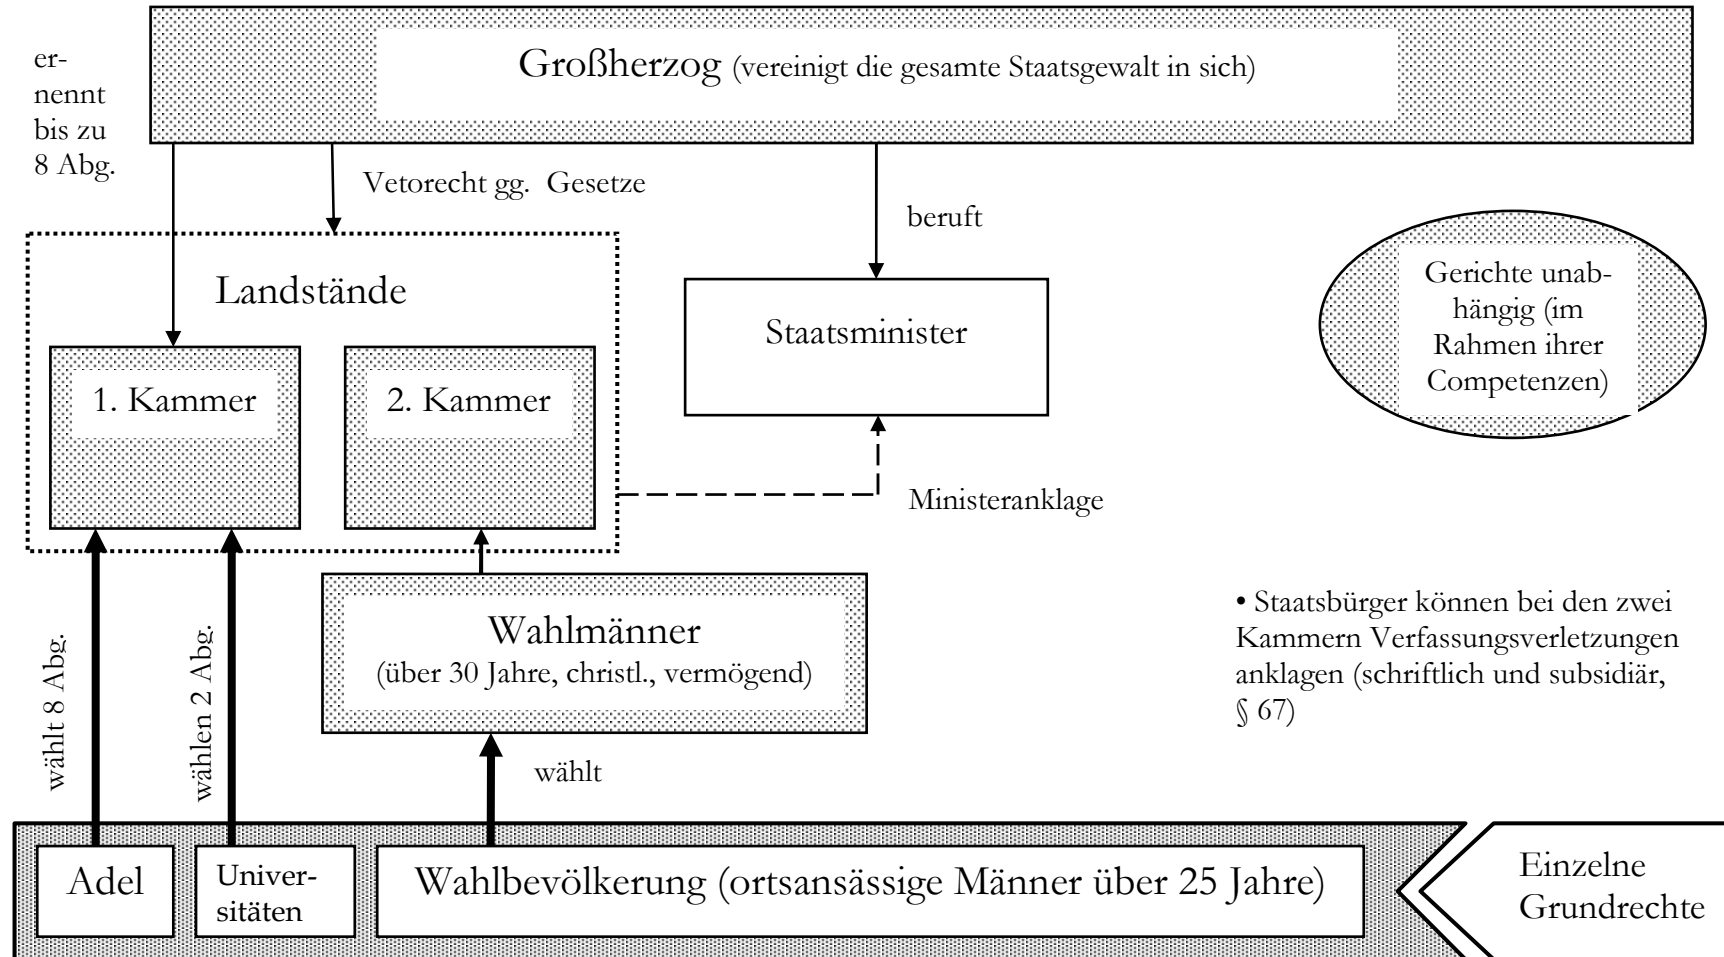 Großherzog (vereinigt die gesamte Staatsgewalt in sich)
er-
nennt
bis zu
8 Abg.
Vetorecht gg. Gesetze
beruft
Landstände
1. Kammer
2. Kammer
Staatsminister
Gerichte unab-
hängig (im
Rahmen ihrer
Competenzen)
Ministeranklage
Wahlmänner
(über 30 Jahre, christl., vermögend)
• Staatsbürger können bei den zwei
Kammern Verfassungsverletzungen
anklagen (schriftlich und subsidiär,
§ 67)
wählt 8 Abg.
wählen 2 Abg.
wählt
Adel
Univer-
sitäten
Wahlbevölkerung (ortsansässige Männer über 25 Jahre)
Einzelne
Grundrechte